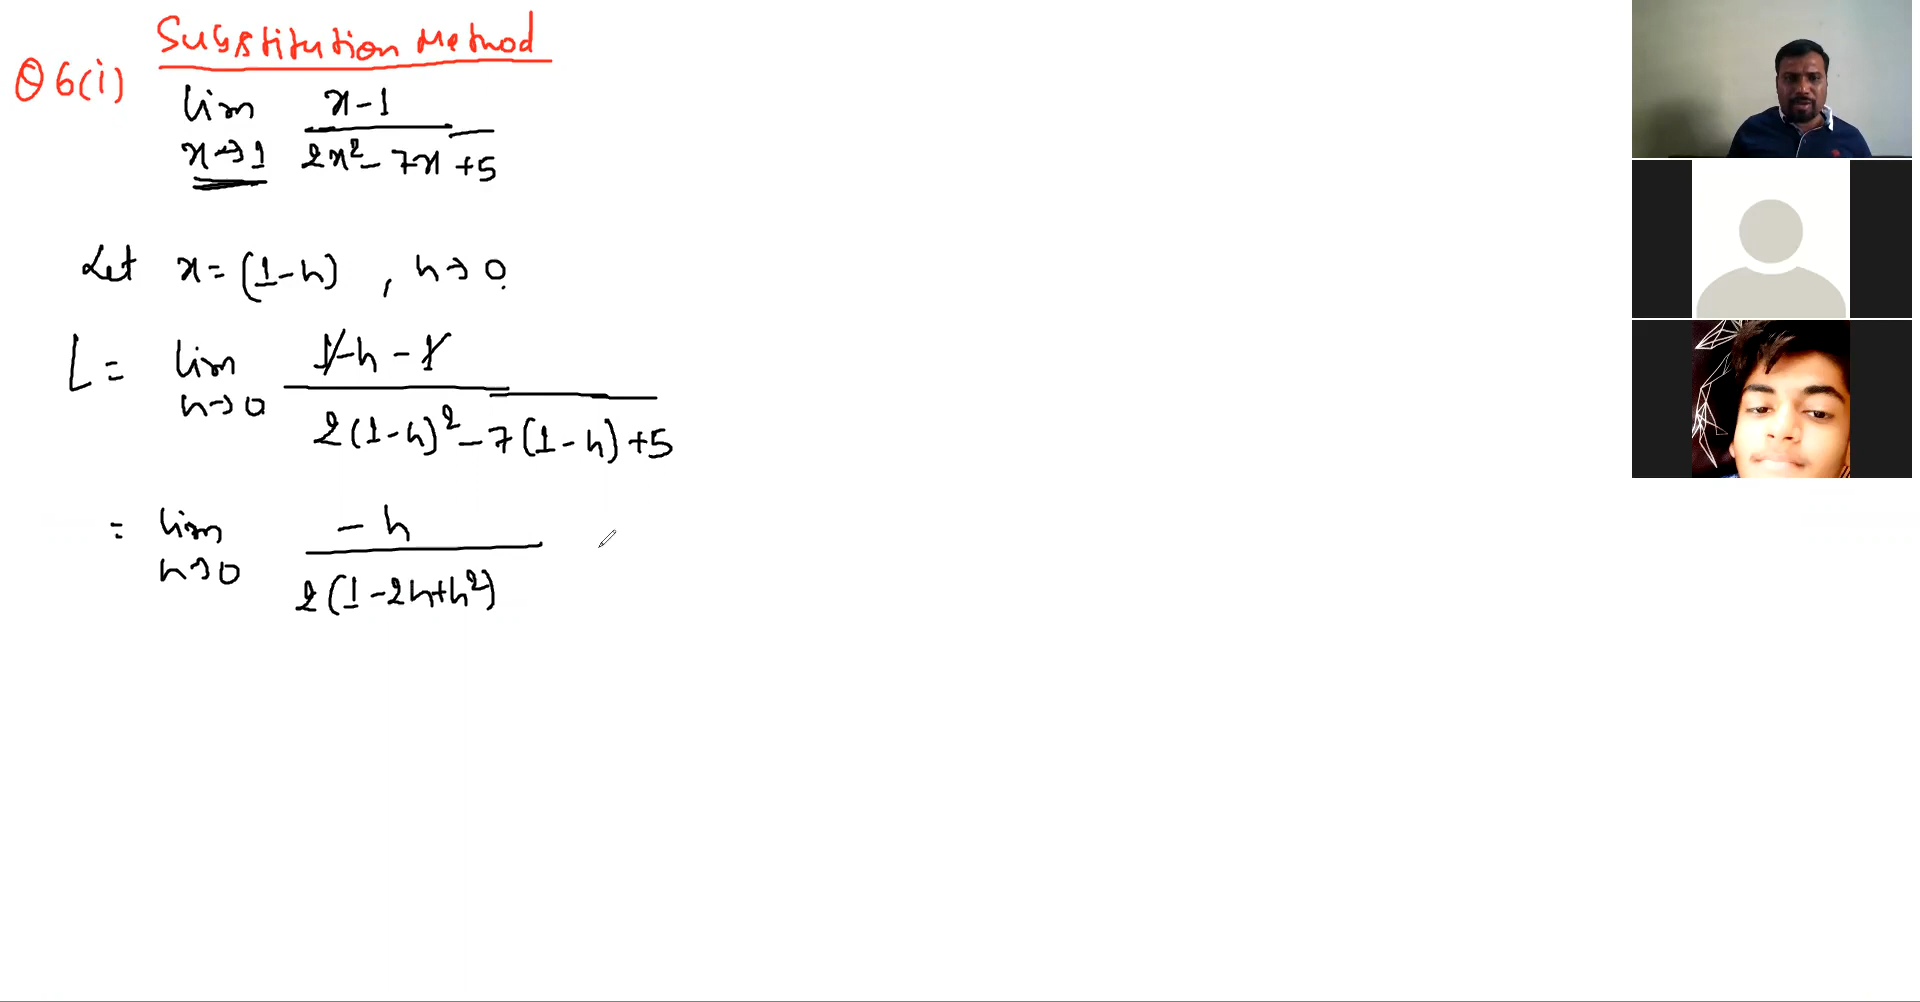 Substitution Method
Q 6(i)
lim x→1 (x-1)/(2x²-7x+5)
Let x=(1-h), h→0.
L= lim h→0 (1-h-1)/(2(1-h)²-7(1-h)+5)
= lim h→0 (-h)/(2(1-2h+h²)